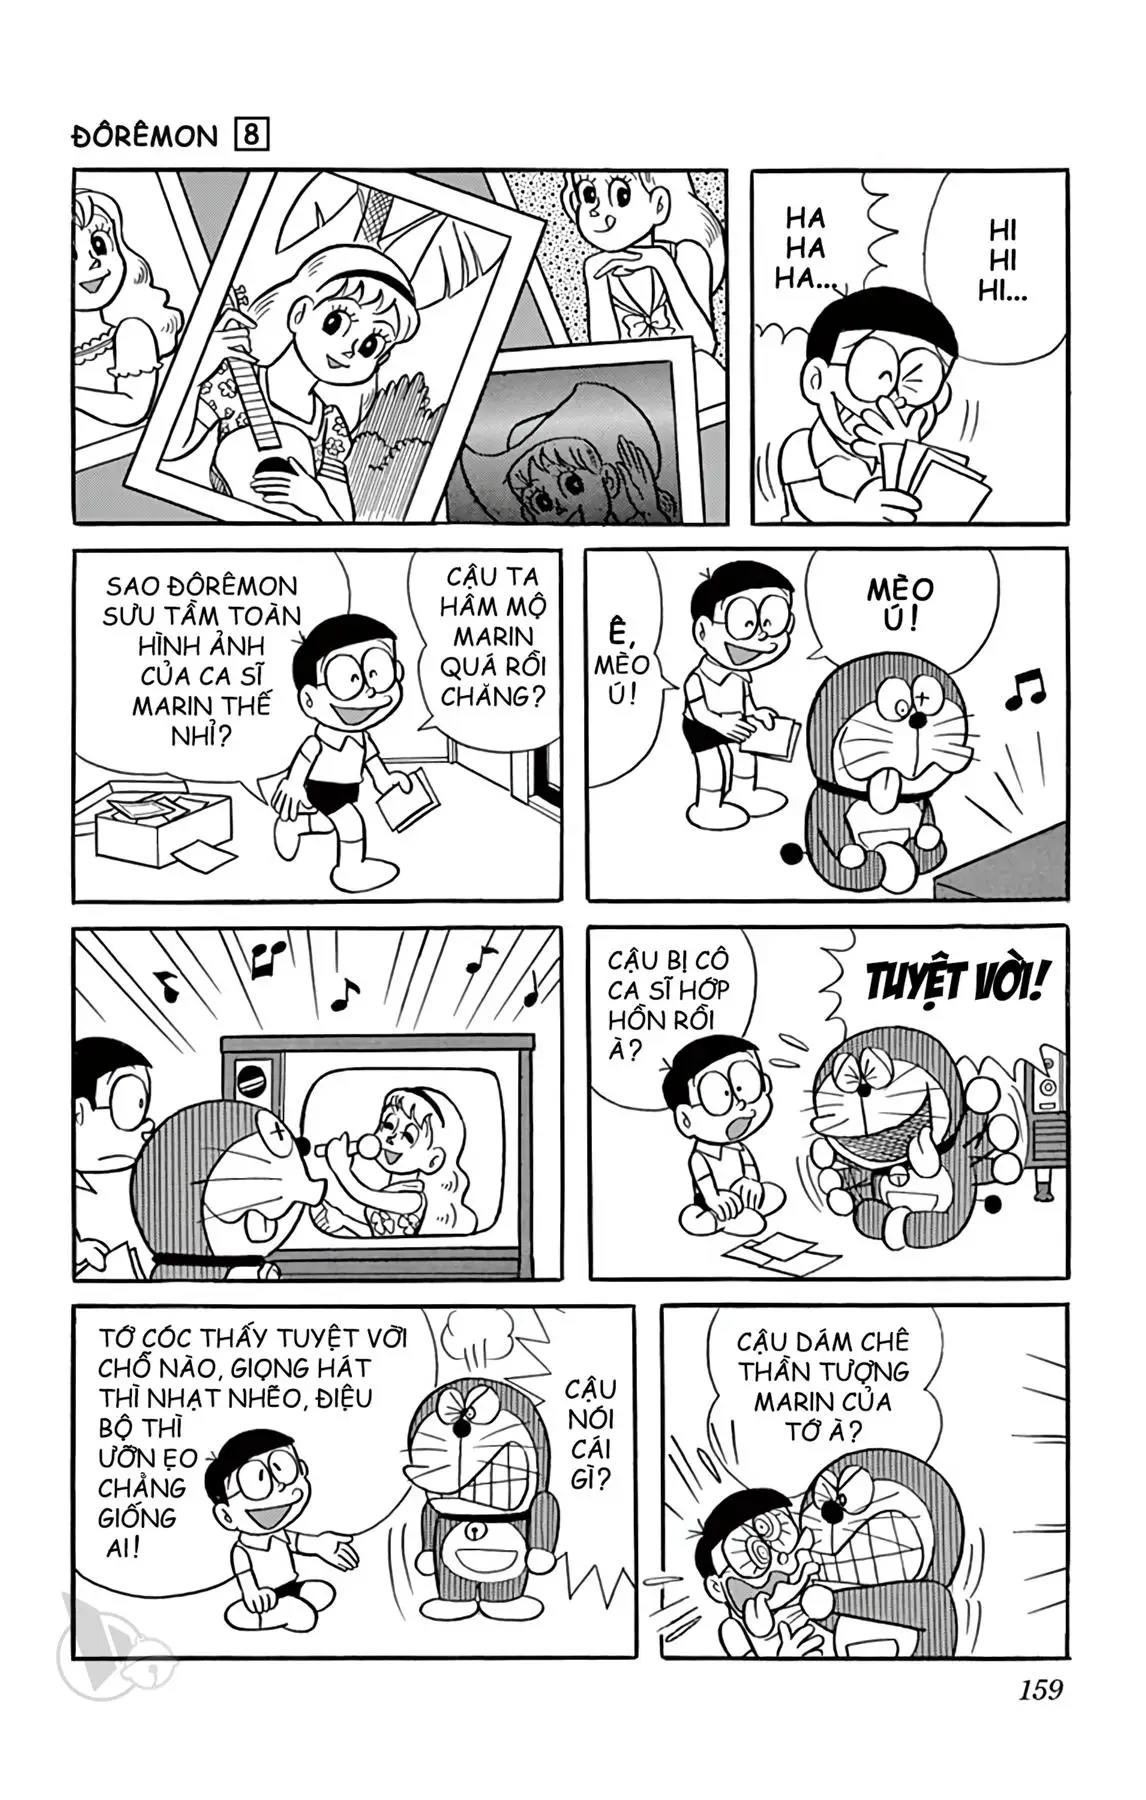 ĐÔRÊMON 8
HA
HA
HA...
HI
HI
HI...
SAO ĐÔRÊMON
SƯU TẦM TOÀN
HÌNH ẢNH
CỦA CA SĨ
MARIN THẾ
NHỈ?
CẬU TA
HÂM MỘ
MARIN
QUÁ RỒI
CHĂNG?
Ê,
MÈO
Ú!
MÈO
Ú!
CẬU BỊ CÔ
CA SĨ HỚP
HỒN RỒI
À?
TUYỆT VỜI!
TỚ CÓC THẤY TUYỆT VỜI
CHỖ NÀO, GIỌNG HÁT
THÌ NHẠT NHẼO, ĐIỆU
BỘ THÌ
ƯỠN ẸO
CHẲNG
GIỐNG
AI!
CẬU
NÓI
CÁI
GÌ?
CẬU DÁM CHÊ
THẦN TƯỢNG
MARIN CỦA
TỚ À?
159